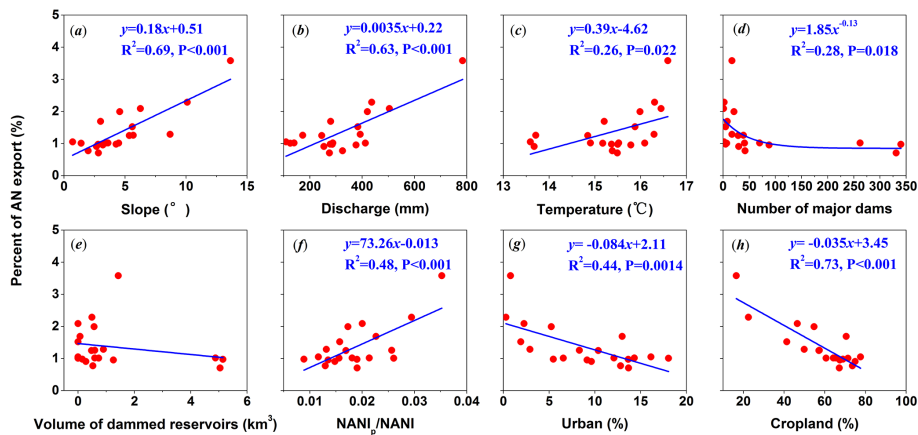 Percent of AN export (%)
(a)
y=0.18x+0.51
R²=0.69, P<0.001
5
4
3
2
1
0
0 5 10 15
Slope (°)
(b)
y=0.0035x+0.22
R²=0.63, P<0.001
200 400 600 800
Discharge (mm)
(c)
y=0.39x-4.62
R²=0.26, P=0.022
13 14 15 16 17
Temperature (℃)
(d)
y=1.85x^-0.13
R²=0.28, P=0.018
0 50 100 150 200 250 300 350
Number of major dams
(e)
5
4
3
2
1
0
0 2 4 6
Volume of dammed reservoirs (km³)
(f)
y=73.26x-0.013
R²=0.48, P<0.001
0.01 0.02 0.03 0.04
NANIp/NANI
(g)
y= -0.084x+2.11
R²=0.44, P=0.0014
0 5 10 15 20
Urban (%)
(h)
y= -0.035x+3.45
R²=0.73, P<0.001
20 40 60 80 100
Cropland (%)